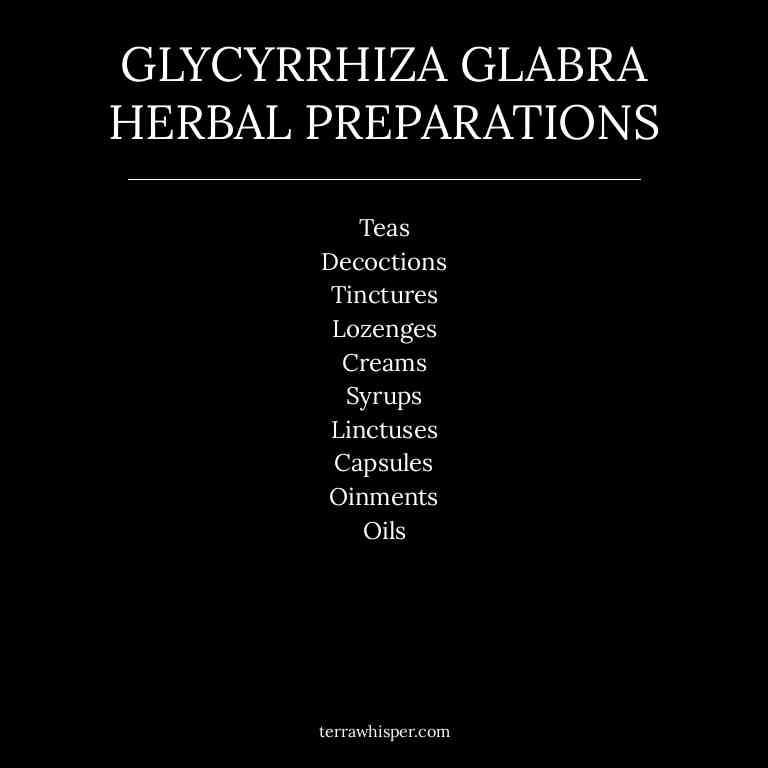 GLYCYRRHIZA GLABRA
HERBAL PREPARATIONS
Teas
Decoctions
Tinctures
Lozenges
Creams
Syrups
Linctuses
Capsules
Oinments
Oils
terrawhisper.com